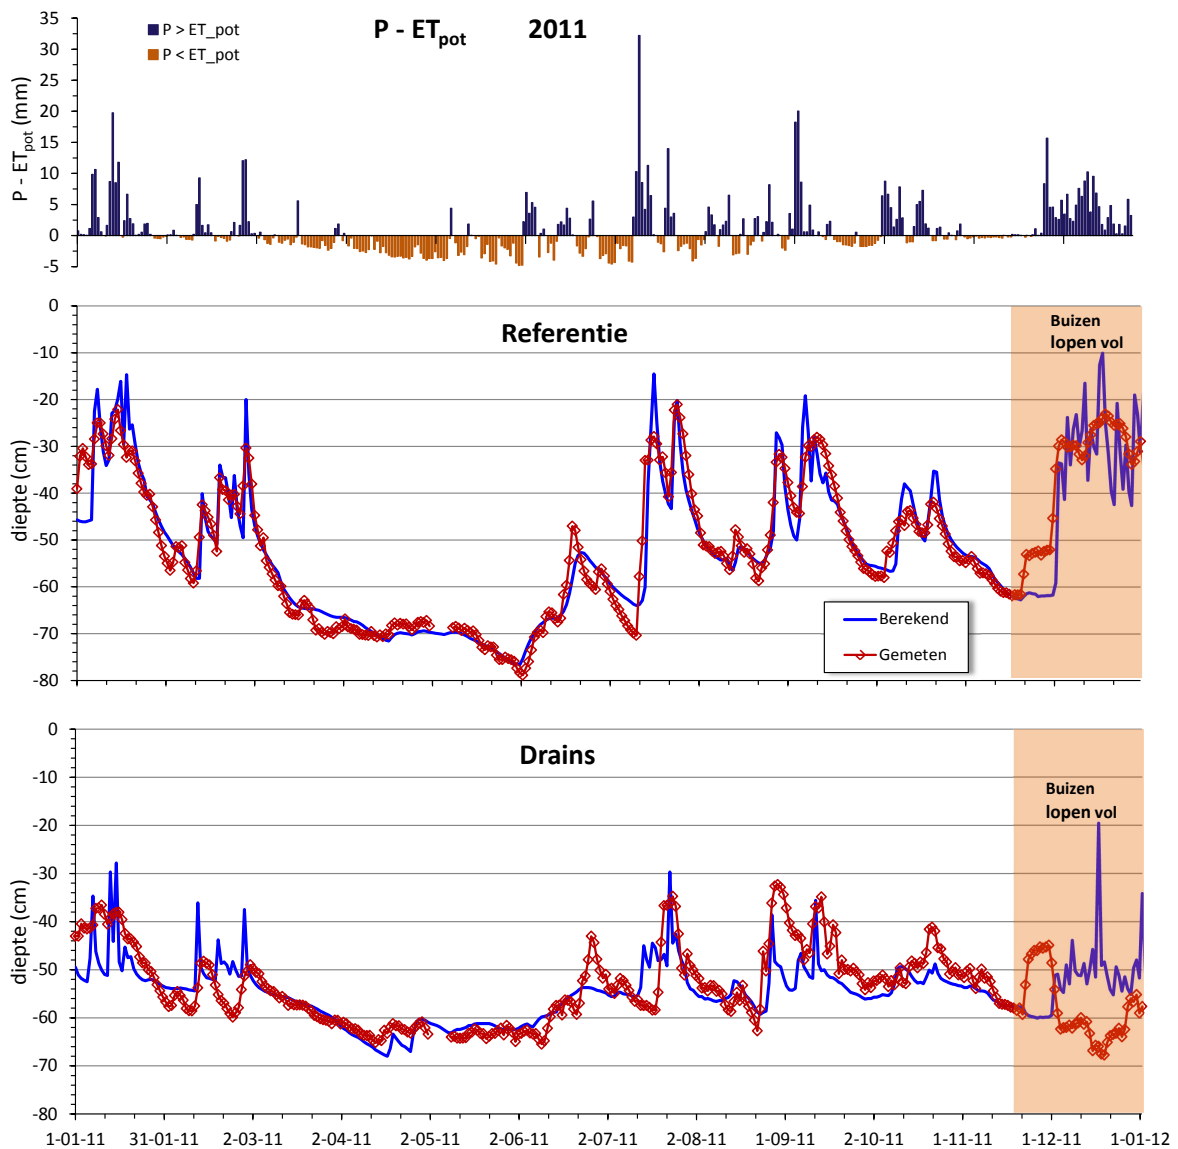 P - ETpot 2011
P > ET_pot
P < ET_pot
P - ETpot (mm)
35
30
25
20
15
10
5
0
5
Referentie
Buizen
lopen vol
diepte (cm)
0
-10
-20
-30
-40
-50
-60
-70
-80
Berekend
Gemeten
Drains
Buizen
lopen vol
diepte (cm)
0
-10
-20
-30
-40
-50
-60
-70
-80
1-01-11 31-01-11 2-03-11 2-04-11 2-05-11 2-06-11 2-07-11 2-08-11 1-09-11 2-10-11 1-11-11 1-12-11 1-01-12